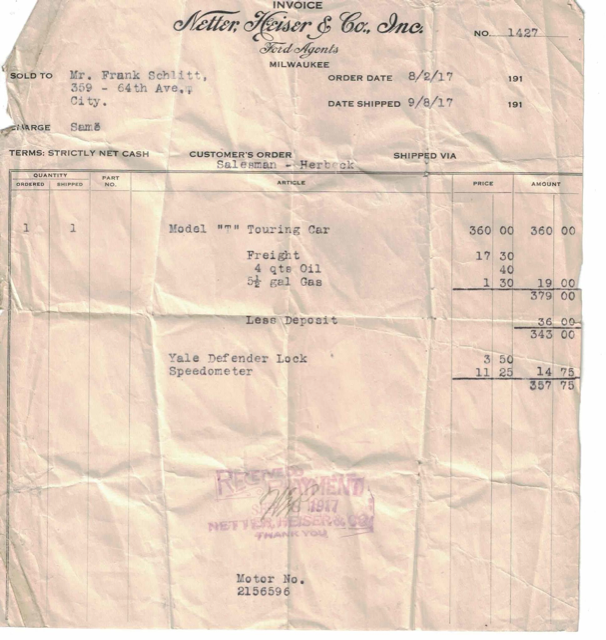 INVOICE
Netter, Heiser & Co., Inc.
Ford Agents
MILWAUKEE
NO. 1427
SOLD TO Mr. Frank Schlitt,
359 - 64th Ave.,
City.
ORDER DATE 8/2/17 191
DATE SHIPPED 9/8/17 191
CHARGE Same
TERMS: STRICTLY NET CASH CUSTOMER'S ORDER SHIPPED VIA
Salesman - Herbeck
QUANTITY PART NO. ARTICLE PRICE AMOUNT
ORDERED SHIPPED
1 1 Model "T" Touring Car 360 00 360 00
Freight 17 30
4 qts Oil 40
5½ gal Gas 1 30 19 00
379 00
Less Deposit 36 00
343 00
Yale Defender Lock 3 50
Speedometer 11 25 14 75
357 75
RECEIVED
PAYMENT
1917
NETTER, HEISER & CO.
THANK YOU
Motor No.
2156596